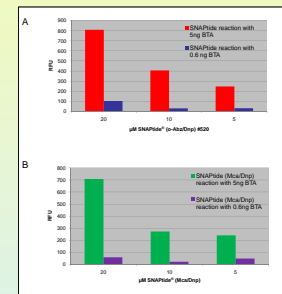 A
900
800
700
600
500
400
300
200
100
0
RFU
SNAPtide reaction with
5ng BTA
SNAPtide reaction with
0.6 ng BTA
20 10 5
µM SNAPtide® (o-Abz/Dnp) #520
B
800
700
600
500
400
300
200
100
0
RFU
SNAPtide (Mca/Dnp)
reaction with 5ng BTA
SNAPtide (Mca/Dnp)
reaction with 0.6ng BTA
20 10 5
µM SNAPtide® (Mca/Dnp)